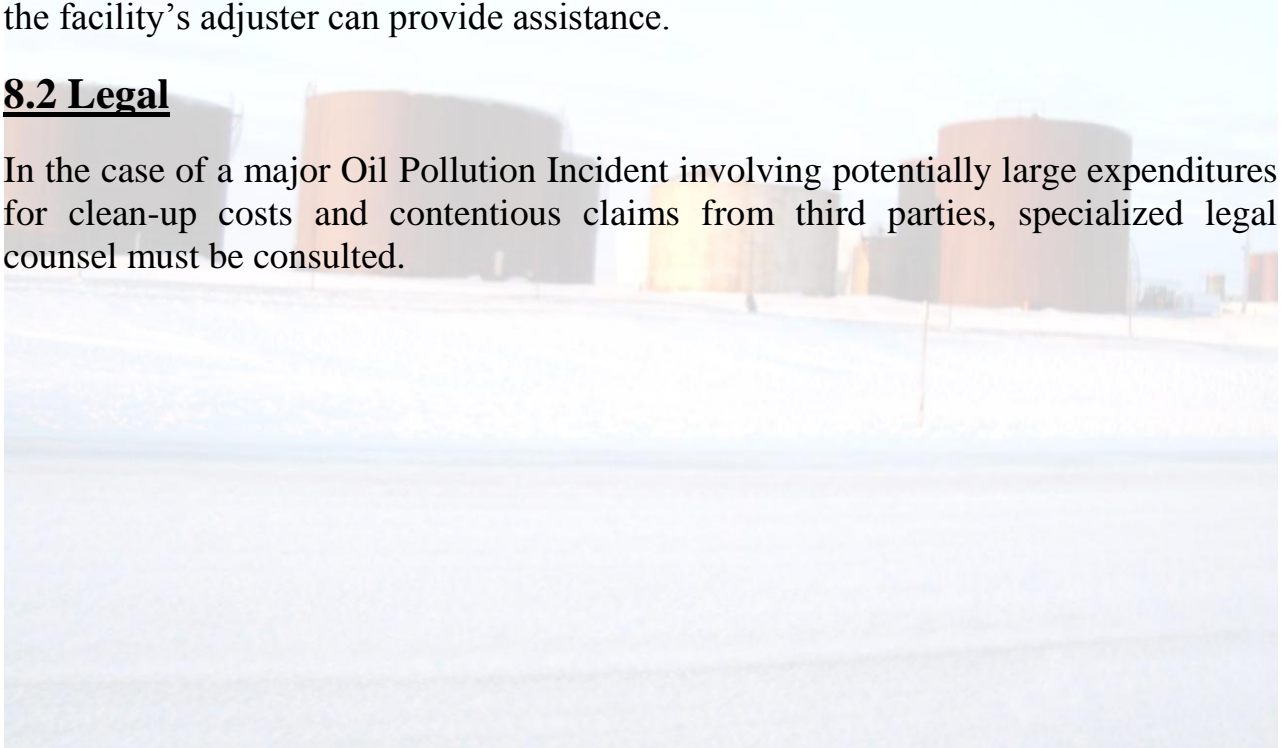 the facility’s adjuster can provide assistance.
8.2 Legal
In the case of a major Oil Pollution Incident involving potentially large expenditures
for clean-up costs and contentious claims from third parties, specialized legal
counsel must be consulted.